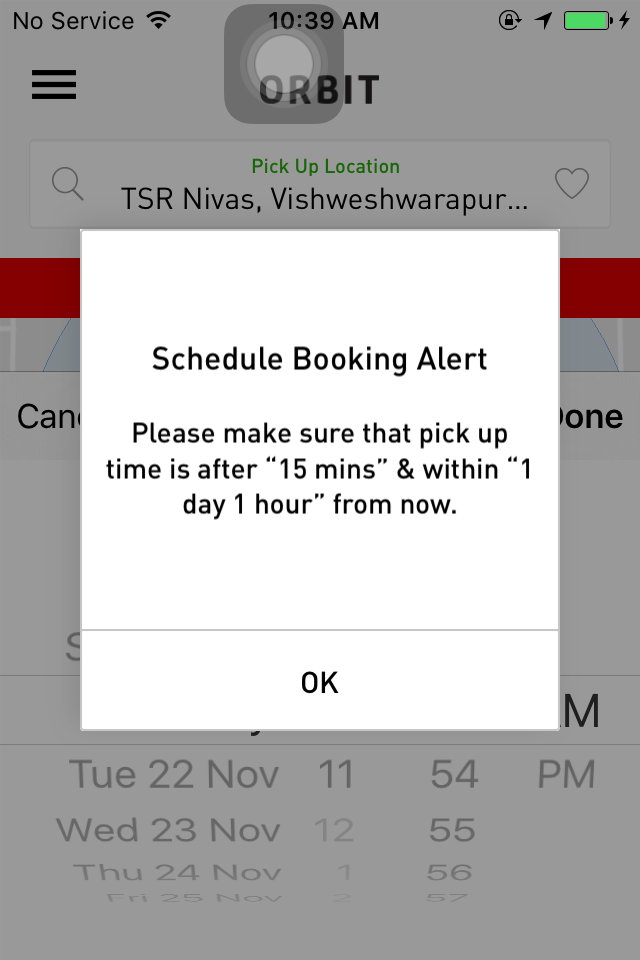 No Service 10:39 AM
ORBIT
Pick Up Location
TSR Nivas, Vishweshwarapur...
Schedule Booking Alert
Please make sure that pick up
time is after “15 mins” & within “1
day 1 hour” from now.
OK
Tue 22 Nov 11 54 PM
Wed 23 Nov 12 55
Thu 24 Nov 1 56
Fri 25 Nov 2 57